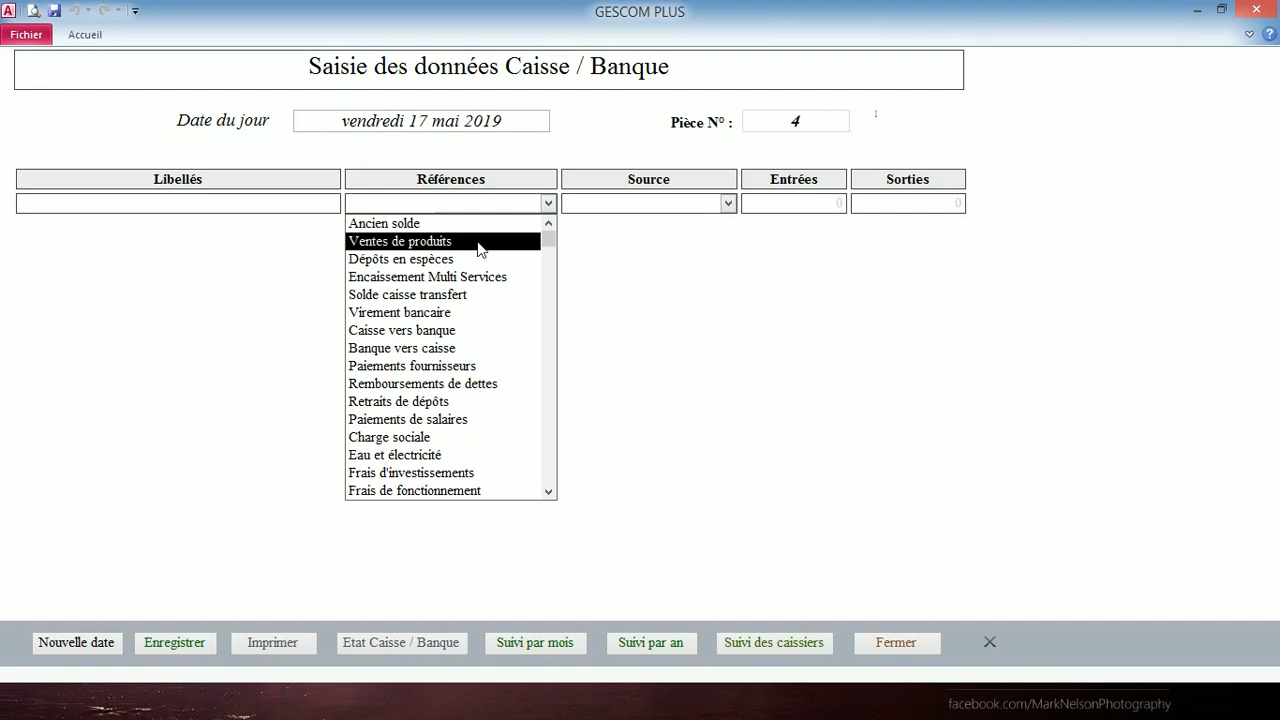 GESCOM PLUS
Fichier Accueil
Saisie des données Caisse / Banque
Date du jour vendredi 17 mai 2019 Pièce N° : 4
Libellés Références Source Entrées Sorties
0 0
Ancien solde
Ventes de produits
Dépôts en espèces
Encaissement Multi Services
Solde caisse transfert
Virement bancaire
Caisse vers banque
Banque vers caisse
Paiements fournisseurs
Remboursements de dettes
Retraits de dépôts
Paiements de salaires
Charge sociale
Eau et électricité
Frais d'investissements
Frais de fonctionnement
Nouvelle date Enregistrer Imprimer Etat Caisse / Banque Suivi par mois Suivi par an Suivi des caissiers Fermer
facebook.com/MarkNelsonPhotography